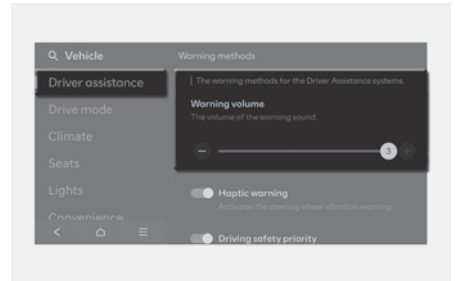 Vehicle
Driver assistance
Drive mode
Climate
Seats
Lights
Convenience
Warning methods
The warning methods for the Driver Assistance systems.
Warning volume
The volume of the warning sound.
3
Haptic warning
Activates the steering wheel vibration warning.
Driving safety priority